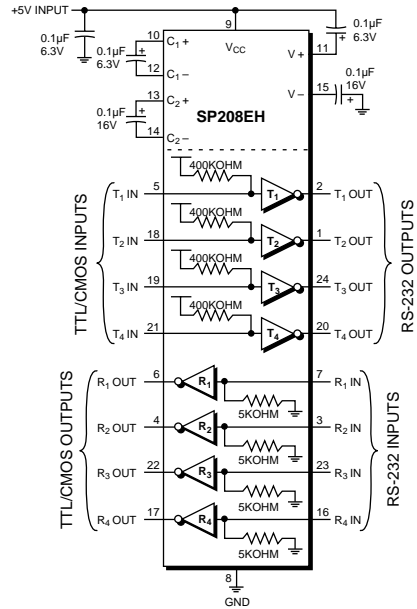 +5V INPUT
0.1µF
6.3V
0.1µF
6.3V
0.1µF
16V
10
C1+
12
C1–
13
C2+
14
C2–
9
VCC
SP208EH
V+
11
0.1µF
6.3V
V–
15
0.1µF
16V
TTL/CMOS INPUTS
RS-232 OUTPUTS
400KOHM
T1 IN
5
T1
2
T1 OUT
400KOHM
T2 IN
18
T2
1
T2 OUT
400KOHM
T3 IN
19
T3
24
T3 OUT
400KOHM
T4 IN
21
T4
20
T4 OUT
TTL/CMOS OUTPUTS
RS-232 INPUTS
R1 OUT
6
R1
7
R1 IN
5KOHM
R2 OUT
4
R2
3
R2 IN
5KOHM
R3 OUT
22
R3
23
R3 IN
5KOHM
R4 OUT
17
R4
16
R4 IN
5KOHM
8
GND